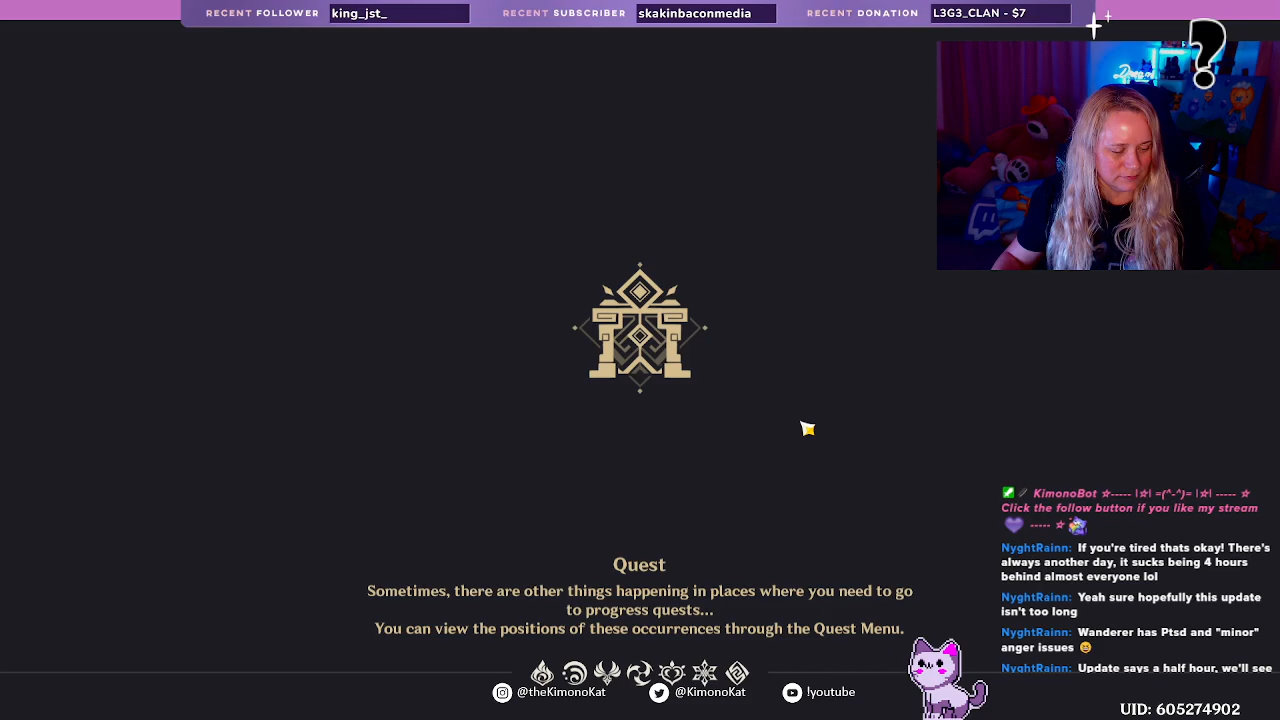 RECENT FOLLOWER king_jst_ RECENT SUBSCRIBER skakinbaconmedia RECENT DONATION L3G3_CLAN - $7
Quest
Sometimes, there are other things happening in places where you need to go
to progress quests...
You can view the positions of these occurrences through the Quest Menu.
KimonoBot ☆----- |☆| =(^-^)= |☆| ----- ☆
Click the follow button if you like my stream
----- ☆
NyghtRainn: If you're tired thats okay! There's
always another day, it sucks being 4 hours
behind almost everyone lol
NyghtRainn: Yeah sure hopefully this update
isn't too long
NyghtRainn: Wanderer has Ptsd and "minor"
anger issues
NyghtRainn: Update says a half hour, we'll see
@theKimonoKat @KimonoKat !youtube
UID: 605274902